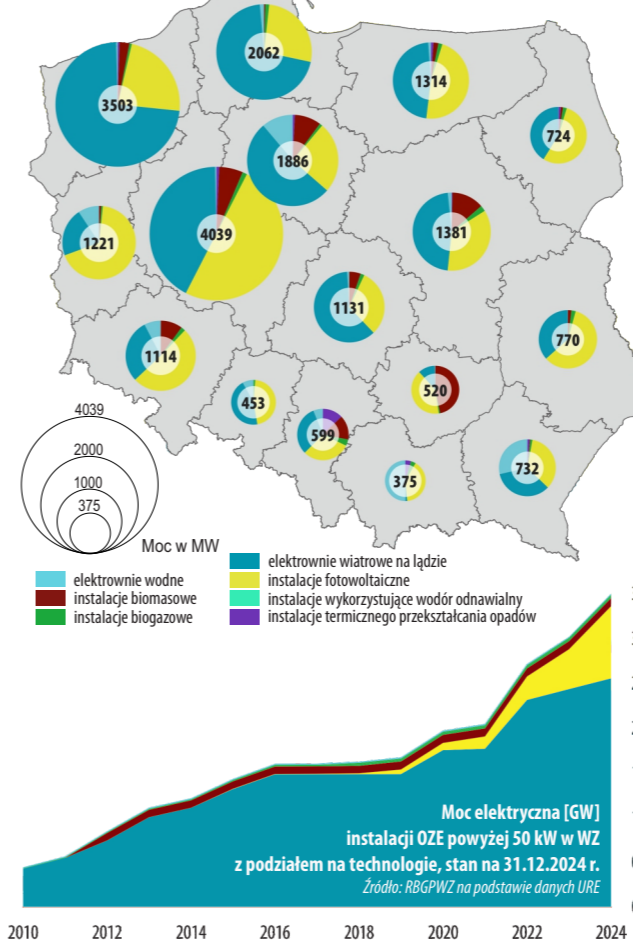 2062
3503
1314
724
1886
4039
1381
1221
1131
770
1114
520
453
599
732
375
4039
2000
1000
375
Moc w MW
elektrownie wodne
instalacje biomasowe
instalacje biogazowe
elektrownie wiatrowe na lądzie
instalacje fotowoltaiczne
instalacje wykorzystujące wodór odnawialny
instalacje termicznego przekształcania opadów
Moc elektryczna [GW]
instalacji OZE powyżej 50 kW w WZ
z podziałem na technologie, stan na 31.12.2024 r.
Źródło: RBGPWZ na podstawie danych URE
2010 2012 2014 2016 2018 2020 2022 2024